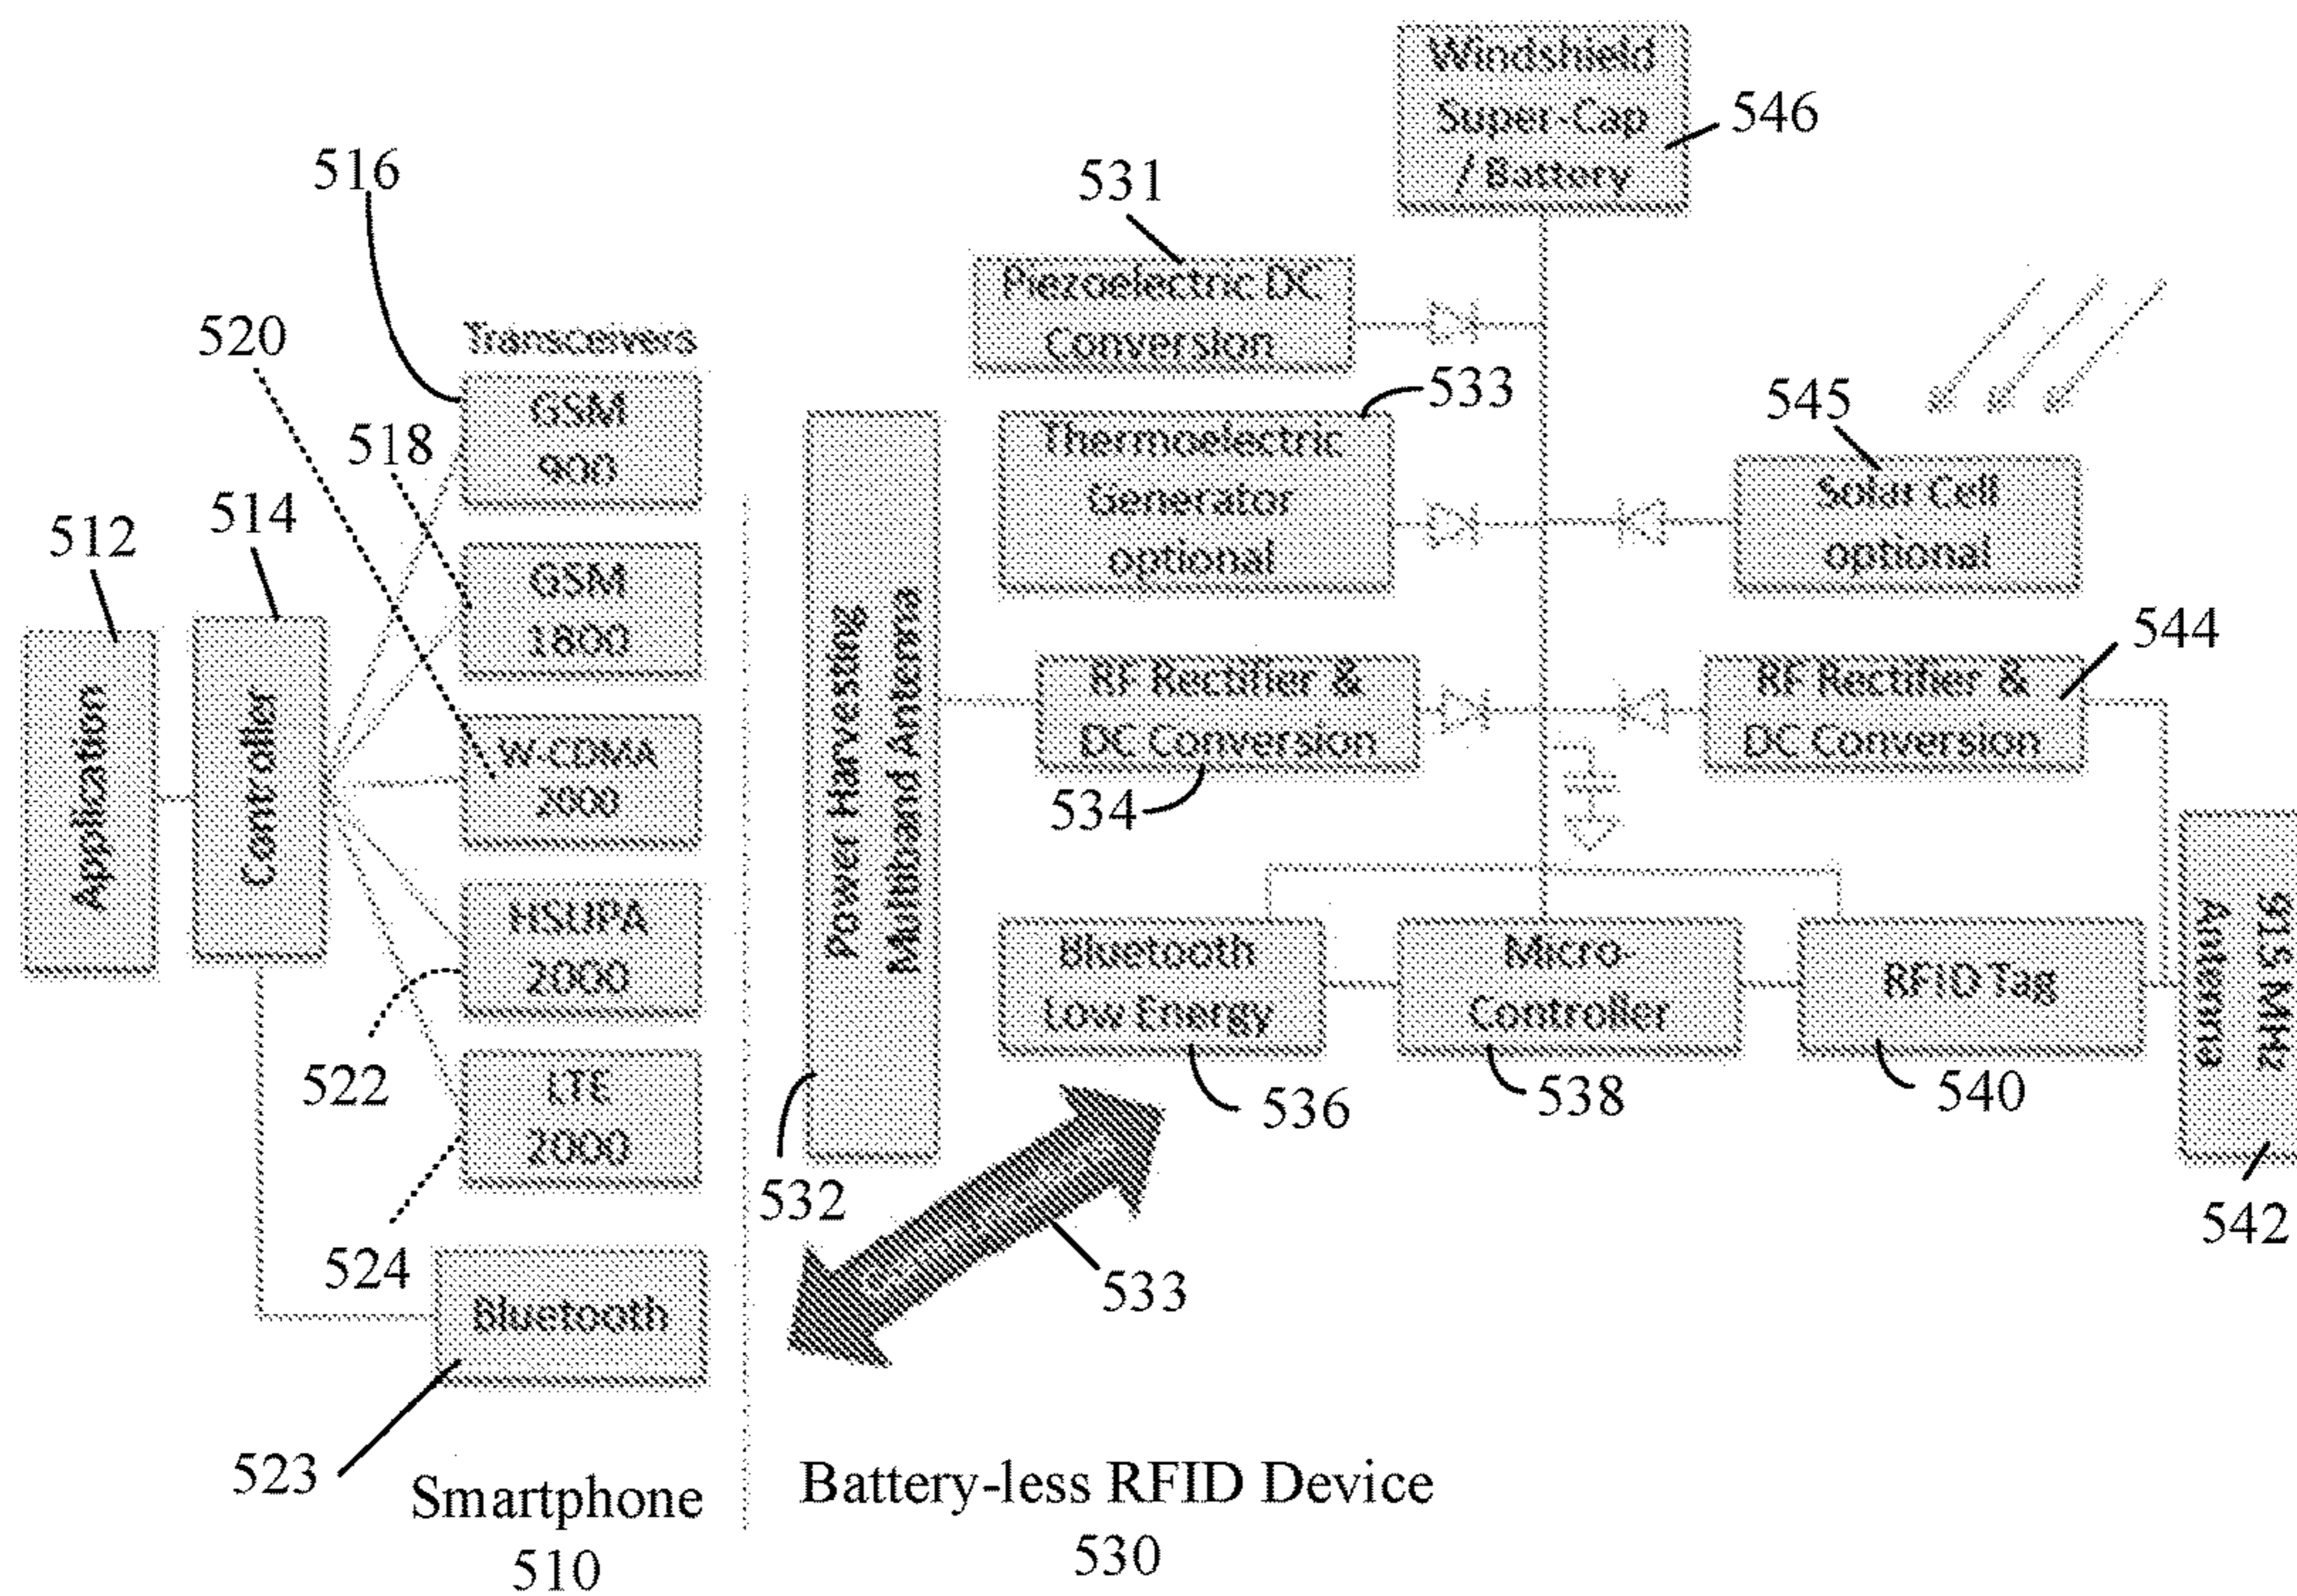 Windshield
Super-Cap
/ Battery
546
516
531
Piezoelectric DC
Conversion
520
Transceivers
GSM
900
518
533
Thermoelectric
Generator
optional
545
Solar Cell
optional
512
514
GSM
1800
Application
Controller
Power Harvesting
Multiband Antenna
RF Rectifier &
DC Conversion
534
RF Rectifier &
DC Conversion
544
W-CDMA
2000
HSUPA
2000
522
LTE
2000
524
Bluetooth
Low Energy
536
Micro-
Controller
538
RFID Tag
540
915 MHz
Antenna
542
532
533
Bluetooth
523
Smartphone
510
Battery-less RFID Device
530